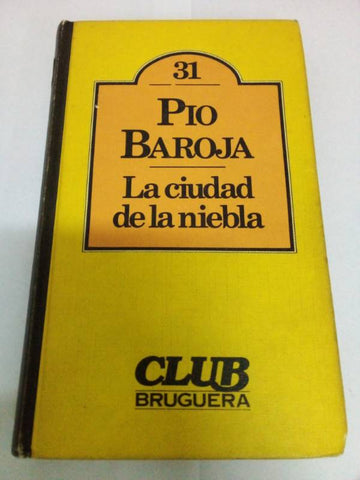 31
PIO
BAROJA
La ciudad
de la niebla
CLUB
BRUGUERA